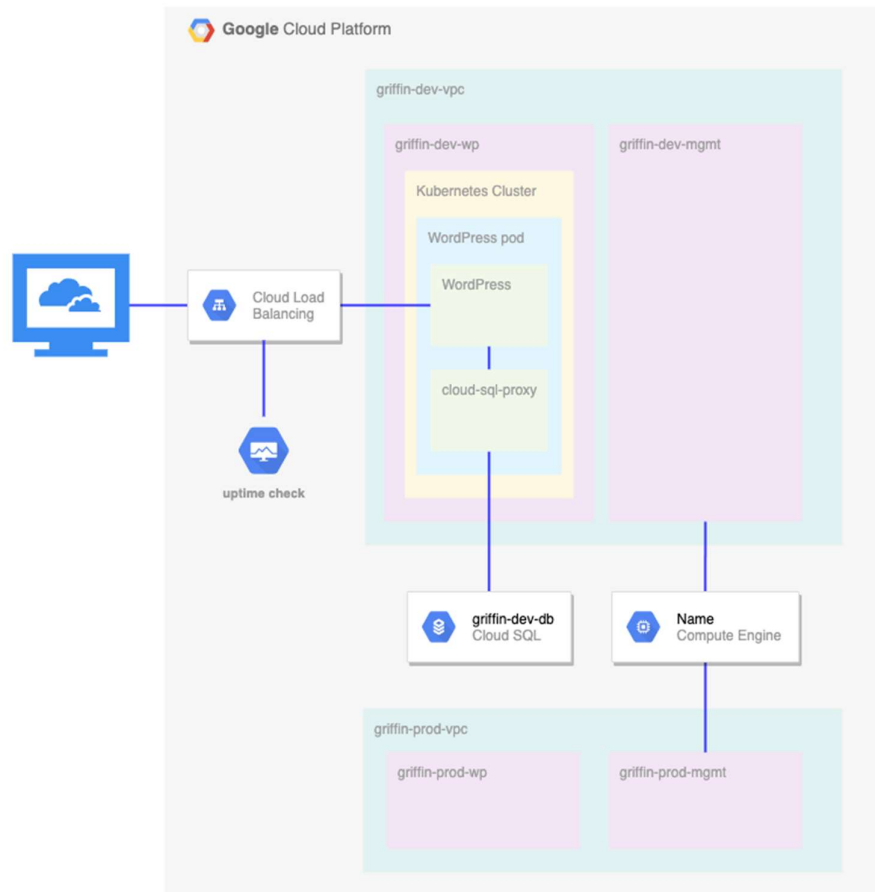 Google Cloud Platform
griffin-dev-vpc
griffin-dev-wp
griffin-dev-mgmt
Kubernetes Cluster
WordPress pod
WordPress
Cloud Load
Balancing
cloud-sql-proxy
uptime check
griffin-dev-db
Cloud SQL
Name
Compute Engine
griffin-prod-vpc
griffin-prod-wp
griffin-prod-mgmt